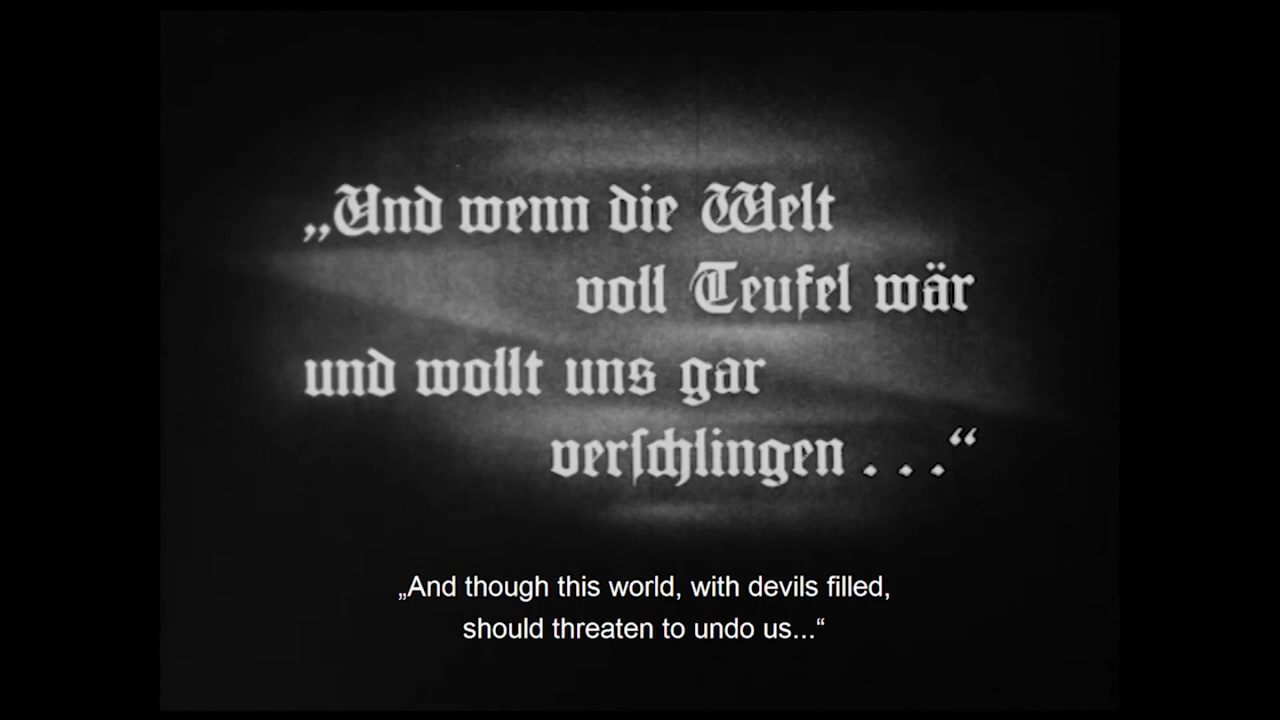 „Und wenn die Welt
voll Teufel wär
und wollt uns gar
verſchlingen . . .“
„And though this world, with devils filled,
should threaten to undo us...“